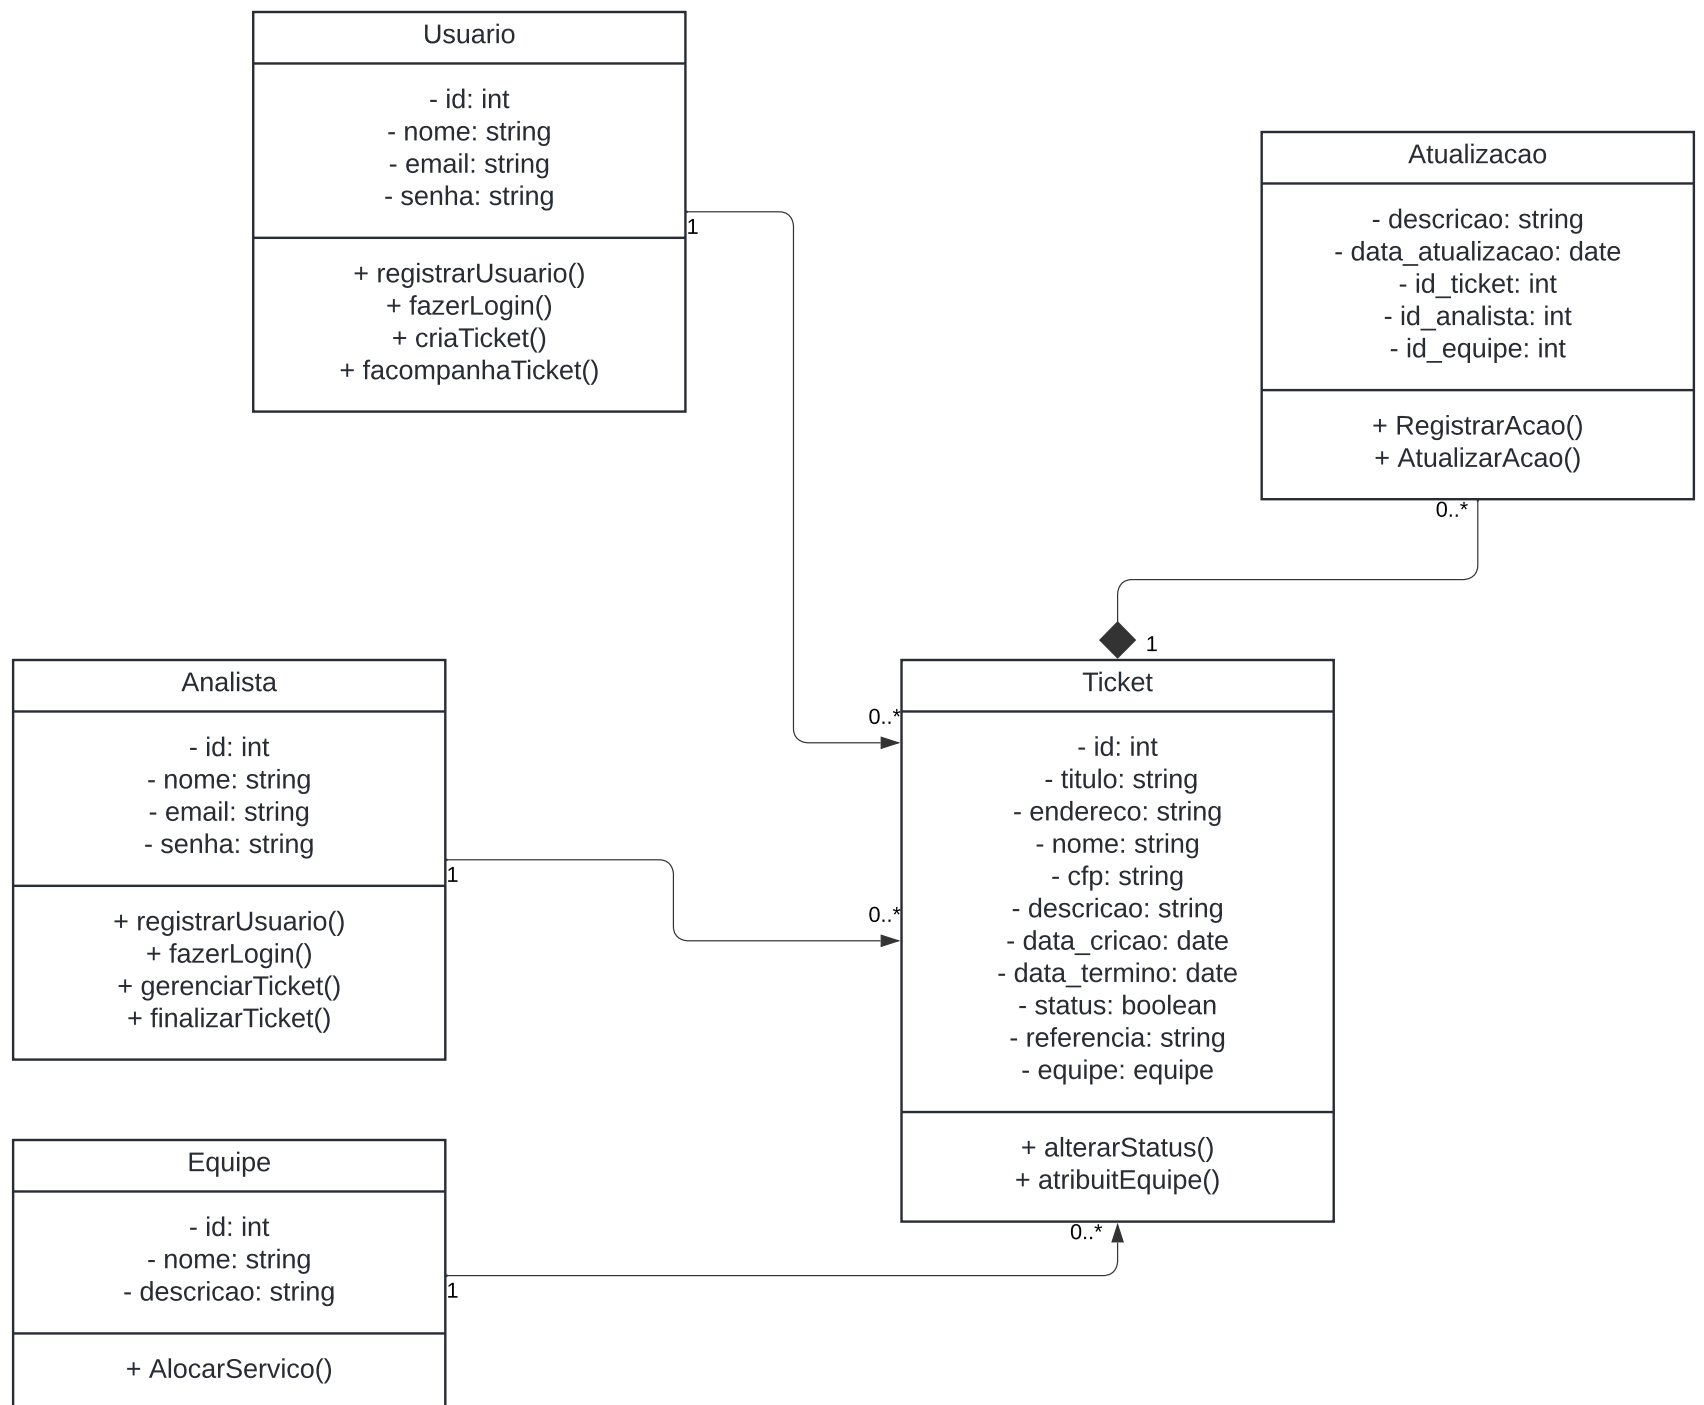 Usuario
- id: int
- nome: string
- email: string
- senha: string
1
+ registrarUsuario()
+ fazerLogin()
+ criaTicket()
+ facompanhaTicket()
Atualizacao
- descricao: string
- data_atualizacao: date
- id_ticket: int
- id_analista: int
- id_equipe: int
+ RegistrarAcao()
+ AtualizarAcao()
0..*
1
Analista
- id: int
- nome: string
- email: string
- senha: string
1
+ registrarUsuario()
+ fazerLogin()
+ gerenciarTicket()
+ finalizarTicket()
Ticket
0..*
- id: int
- titulo: string
- endereco: string
- nome: string
- cfp: string
0..*
- descricao: string
- data_cricao: date
- data_termino: date
- status: boolean
- referencia: string
- equipe: equipe
+ alterarStatus()
+ atribuitEquipe()
0..*
Equipe
- id: int
- nome: string
- descricao: string
1
+ AlocarServico()